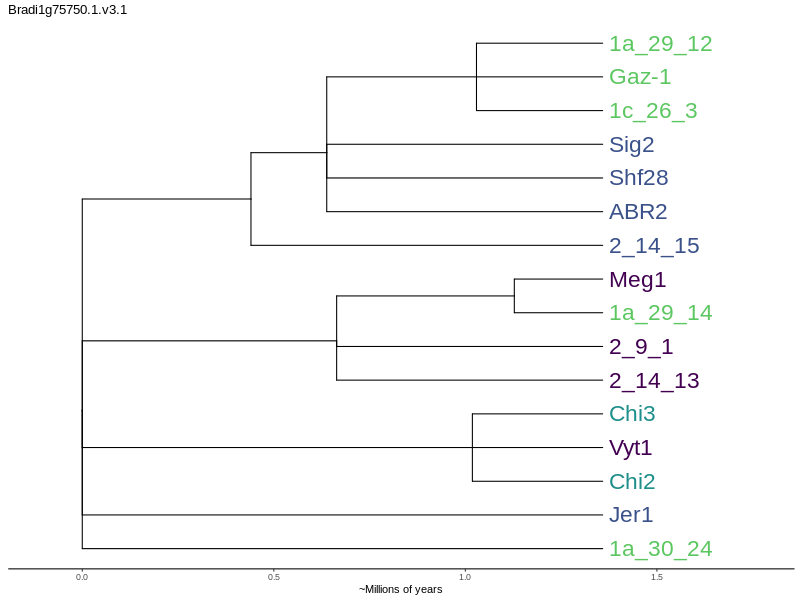 Bradi1g75750.1.v3.1
1a_29_12
Gaz-1
1c_26_3
Sig2
Shf28
ABR2
2_14_15
Meg1
1a_29_14
2_9_1
2_14_13
Chi3
Vyt1
Chi2
Jer1
1a_30_24
0.0 0.5 1.0 1.5
~Millions of years